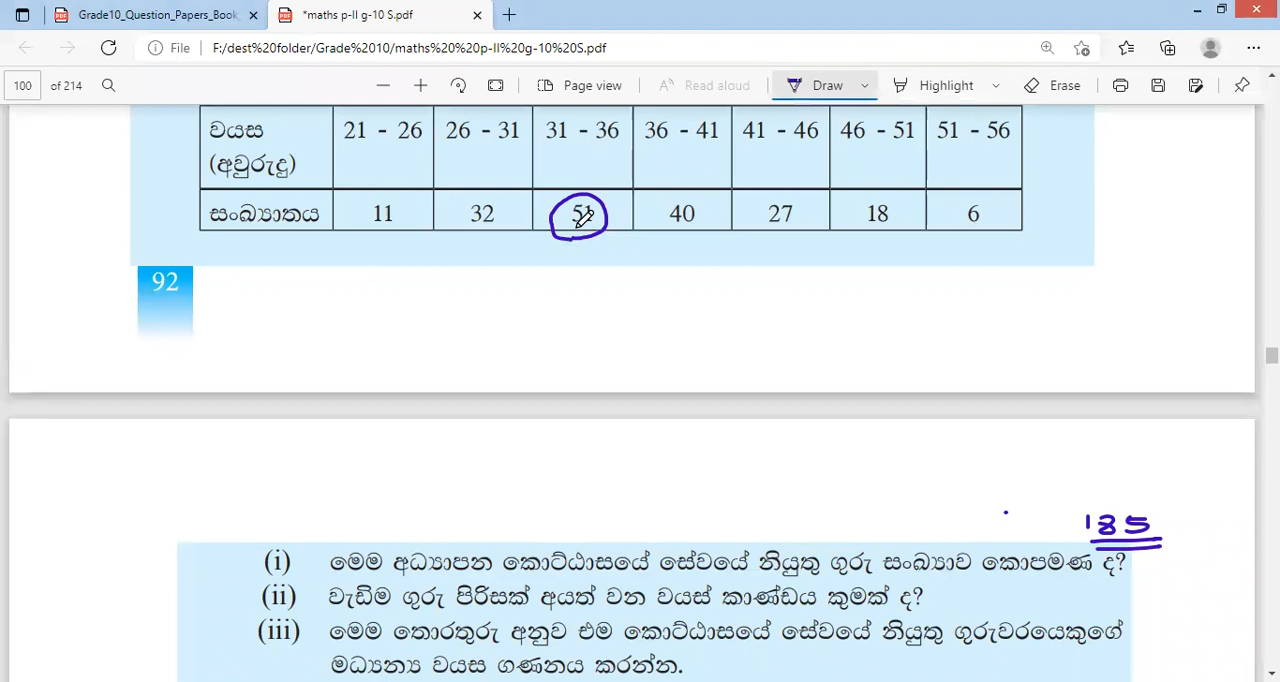 Grade10_Question_Papers_Book_
*maths p-II g-10 S.pdf
File F:/dest%20folder/Grade%2010/maths%20%20p-II%20g-10%20S.pdf
100 of 214 Page view Read aloud Draw Highlight Erase
වයස 21 - 26 26 - 31 31 - 36 36 - 41 41 - 46 46 - 51 51 - 56
(අවුරුදු)
සංඛ්‍යාතය 11 32 51 40 27 18 6
92
185
(i) මෙම අධ්‍යාපන කොට්ඨාසයේ සේවයේ නියුතු ගුරු සංඛ්‍යාව කොපමණ ද?
(ii) වැඩිම ගුරු පිරිසක් අයත් වන වයස් කාණ්ඩය කුමක් ද?
(iii) මෙම තොරතුරු අනුව එම කොට්ඨාසයේ සේවයේ නියුතු ගුරුවරයෙකුගේ
මධ්‍යන්‍ය වයස ගණනය කරන්න.